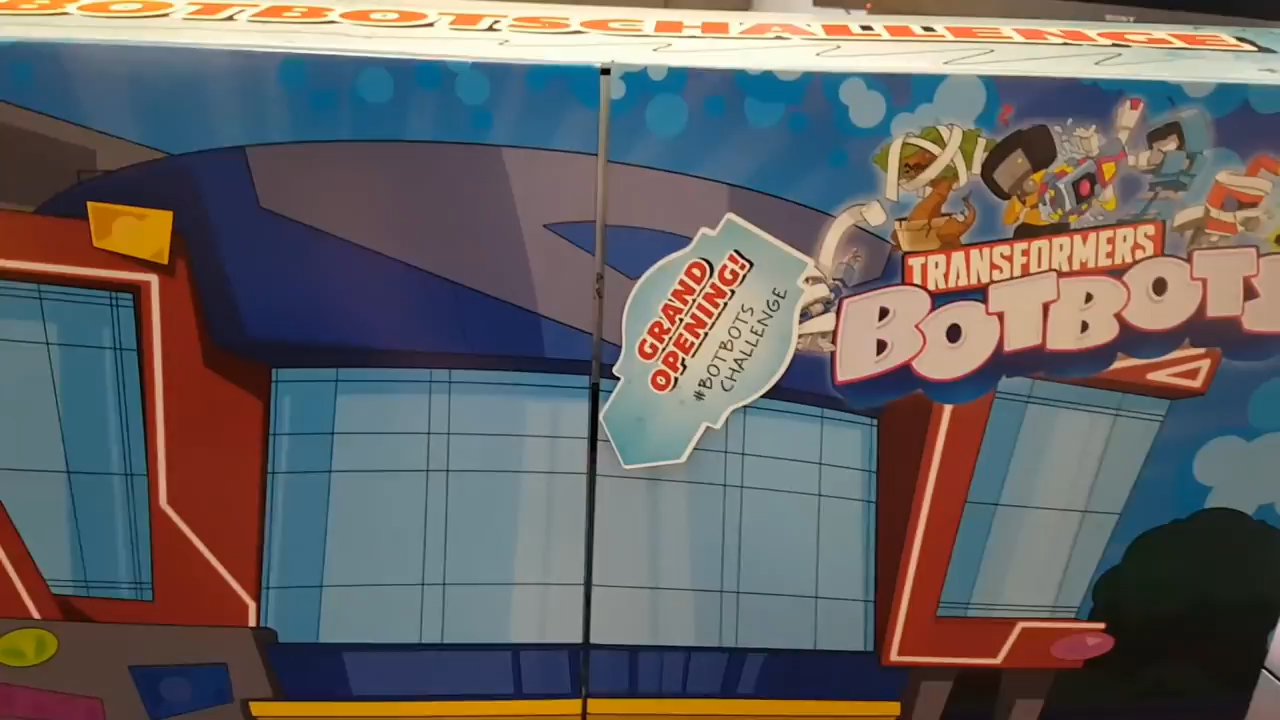 BOTBOTSCHALLENGE
TRANSFORMERS
BOTBOTS
GRAND
OPENING!
#BOTBOTS
CHALLENGE